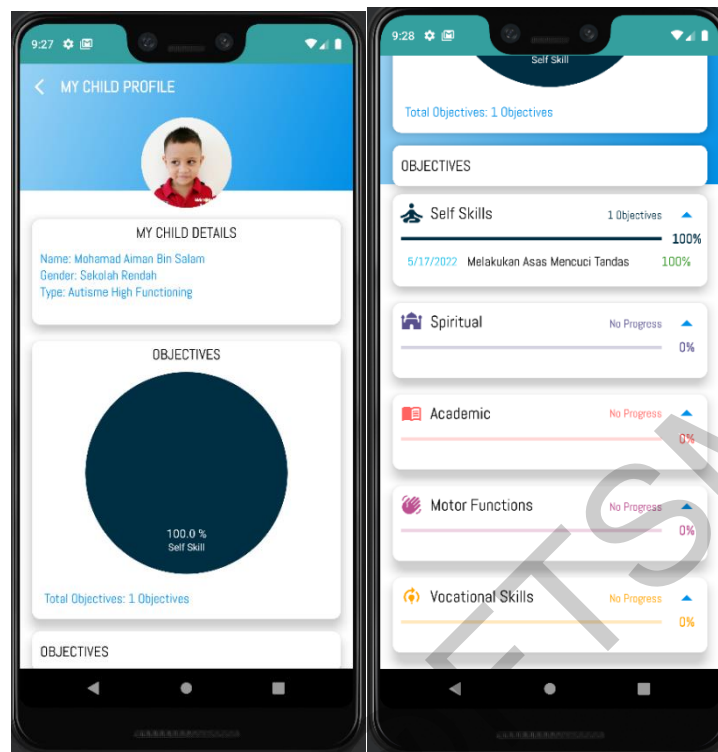 9:27
MY CHILD PROFILE
MY CHILD DETAILS
Name: Mohamad Aiman Bin Salam
Gender: Sekolah Rendah
Type: Autisme High Functioning
OBJECTIVES
100.0 %
Self Skill
Total Objectives: 1 Objectives
OBJECTIVES
9:28
Self Skill
Total Objectives: 1 Objectives
OBJECTIVES
Self Skills 1 Objectives
100%
5/17/2022 Melakukan Asas Mencuci Tandas 100%
Spiritual No Progress
0%
Academic No Progress
0%
Motor Functions No Progress
0%
Vocational Skills No Progress
0%